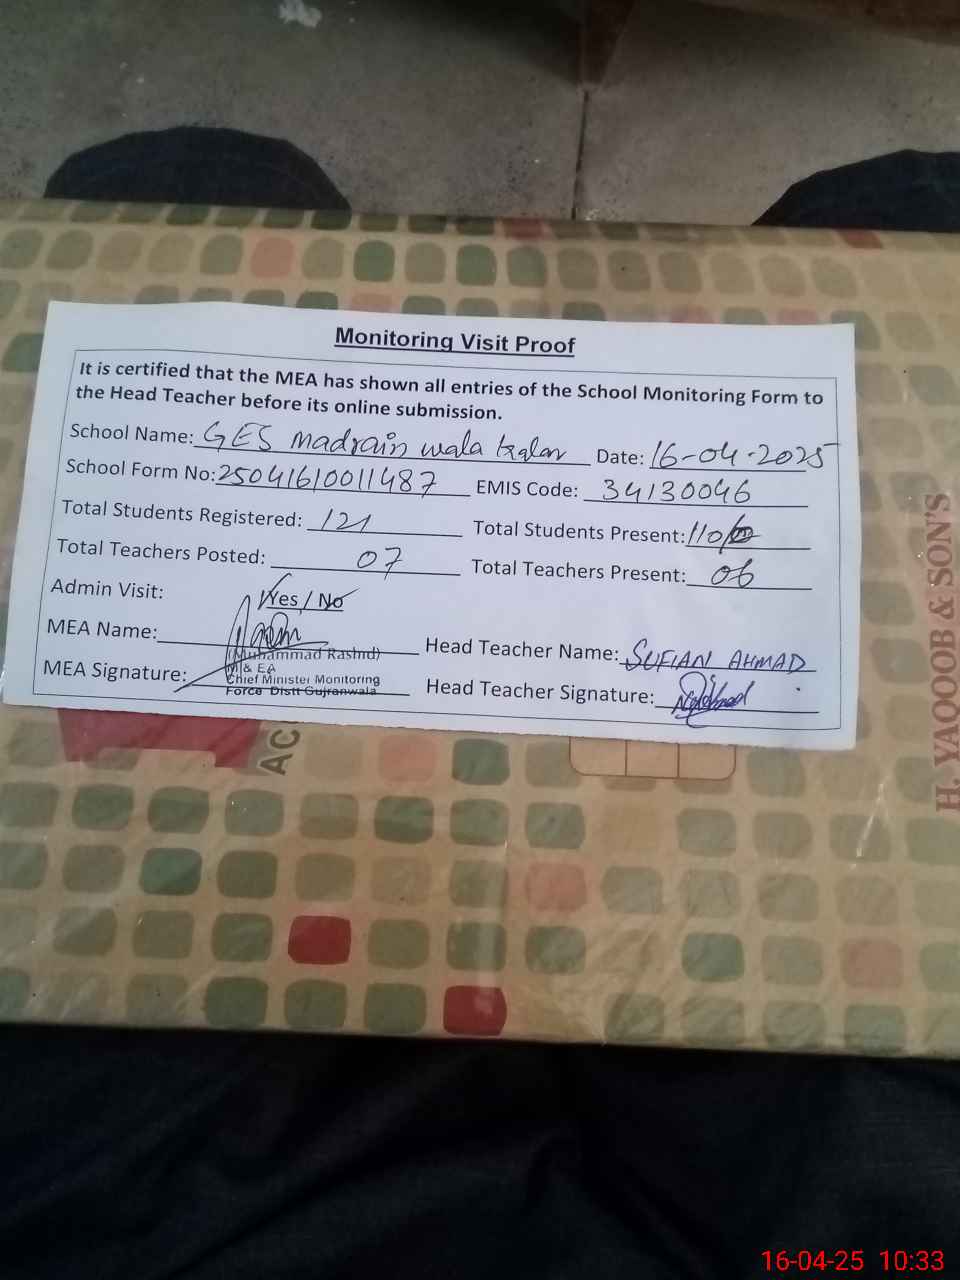 Monitoring Visit Proof
It is certified that the MEA has shown all entries of the School Monitoring Form to
the Head Teacher before its online submission.
School Name: GES madrain wala kalan Date: 16-04-2025
School Form No: 25041610011487 EMIS Code: 34130046
Total Students Registered: 121 Total Students Present: 110
Total Teachers Posted: 07 Total Teachers Present: 06
Admin Visit: Yes / No
MEA Name: Head Teacher Name: SUFIAN AHMAD
(Muhammad Rashid)
M & EA
MEA Signature: Chief Minister Monitoring Head Teacher Signature:
Force Distt Gujranwala
AC
H. YAQOOB & SON'S
16-04-25 10:33